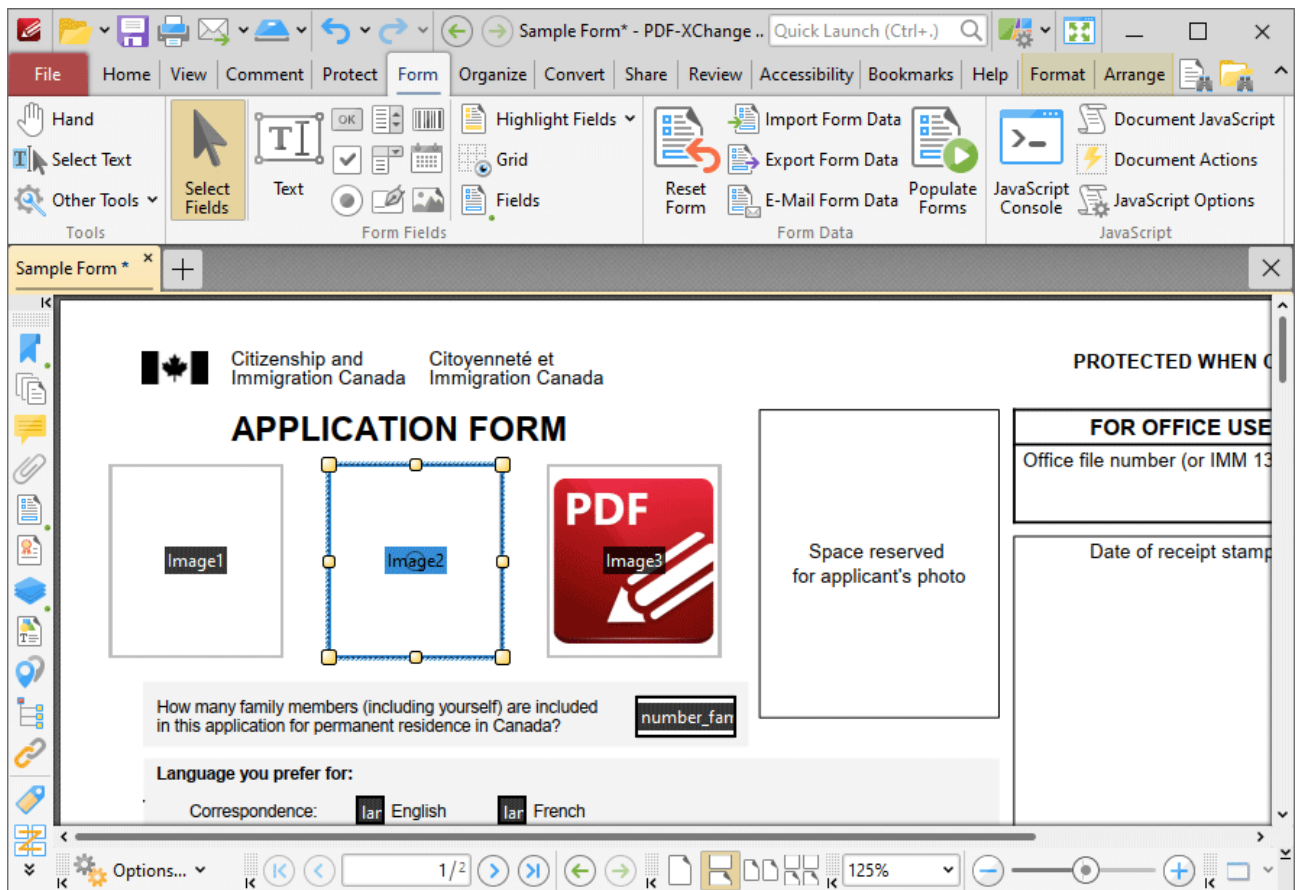 Sample Form* - PDF-XChange ..
Quick Launch (Ctrl+.)
File Home View Comment Protect Form Organize Convert Share Review Accessibility Bookmarks Help Format Arrange
Hand
Select Text
Other Tools
Tools
Select Fields
Text
OK
Highlight Fields
Grid
Fields
Form Fields
Reset Form
Import Form Data
Export Form Data
E-Mail Form Data
Populate Forms
Form Data
JavaScript Console
Document JavaScript
Document Actions
JavaScript Options
JavaScript
Sample Form *
Citizenship and Immigration Canada
Citoyenneté et Immigration Canada
PROTECTED WHEN
APPLICATION FORM
Image1
Image2
PDF
Image3
Space reserved
for applicant's photo
FOR OFFICE USE
Office file number (or IMM 13
Date of receipt stamp
How many family members (including yourself) are included
in this application for permanent residence in Canada?
number_fam
Language you prefer for:
Correspondence: lar English lar French
Options...
1/2
125%